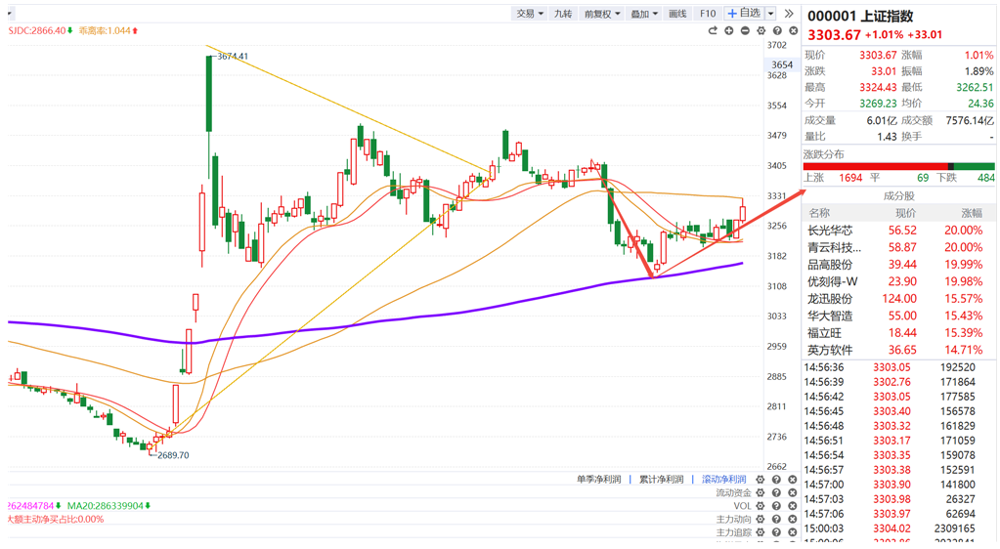 交易 九转 前复权 叠加 画线 F10 +自选
SJDC:2866.40 乖离率:1.044
3674.41
2689.70
3702
3654
3628
3554
3479
3405
3331
3256
3182
3108
3033
2959
2885
2811
2736
2662
单季净利润 | 累计净利润 | 滚动净利润
流动资金
262484784 MA20:286339904
VOL
大额主动净买占比:0.00%
主力动向
主力追踪
000001 上证指数
3303.67 +1.01% +33.01
现价 3303.67 涨幅 1.01%
涨跌 33.01 振幅 1.89%
最高 3324.43 最低 3262.51
今开 3269.23 均价 24.36
成交量 6.01亿 成交额 7576.14亿
量比 1.43 换手 -
涨跌分布
上涨 1694 平 69 下跌 484
成分股
名称 现价 涨幅
长光华芯 56.52 20.00%
青云科技... 58.87 20.00%
品高股份 39.44 19.99%
优刻得-W 23.90 19.98%
龙迅股份 124.00 15.57%
华大智造 55.00 15.43%
福立旺 18.44 15.39%
英方软件 36.65 14.71%
14:56:36 3303.05 192520
14:56:39 3302.76 171864
14:56:42 3303.05 177585
14:56:45 3303.40 156578
14:56:48 3303.32 161829
14:56:51 3303.17 171059
14:56:54 3303.35 159078
14:56:57 3303.38 152591
14:57:00 3303.90 141800
14:57:03 3303.98 26327
14:57:06 3303.97 62694
15:00:03 3304.02 2309165